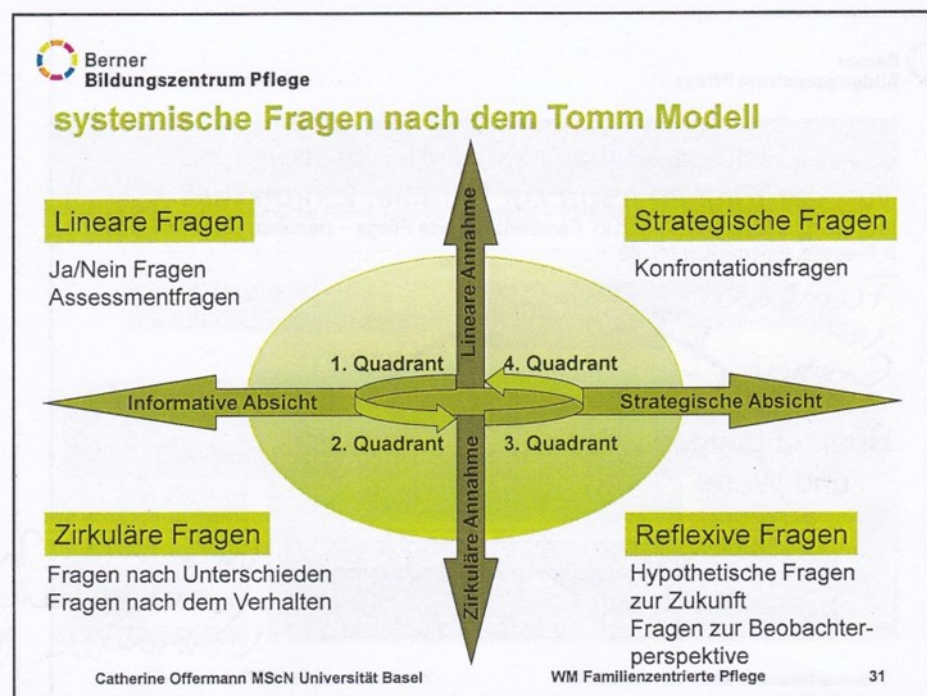 Berner
Bildungszentrum Pflege
systemische Fragen nach dem Tomm Modell
Lineare Fragen
Ja/Nein Fragen
Assessmentfragen
Strategische Fragen
Konfrontationsfragen
Lineare Annahme
1. Quadrant
4. Quadrant
Informative Absicht
Strategische Absicht
2. Quadrant
3. Quadrant
Zirkuläre Annahme
Zirkuläre Fragen
Fragen nach Unterschieden
Fragen nach dem Verhalten
Reflexive Fragen
Hypothetische Fragen
zur Zukunft
Fragen zur Beobachter-
perspektive
Catherine Offermann MScN Universität Basel
WM Familienzentrierte Pflege
31